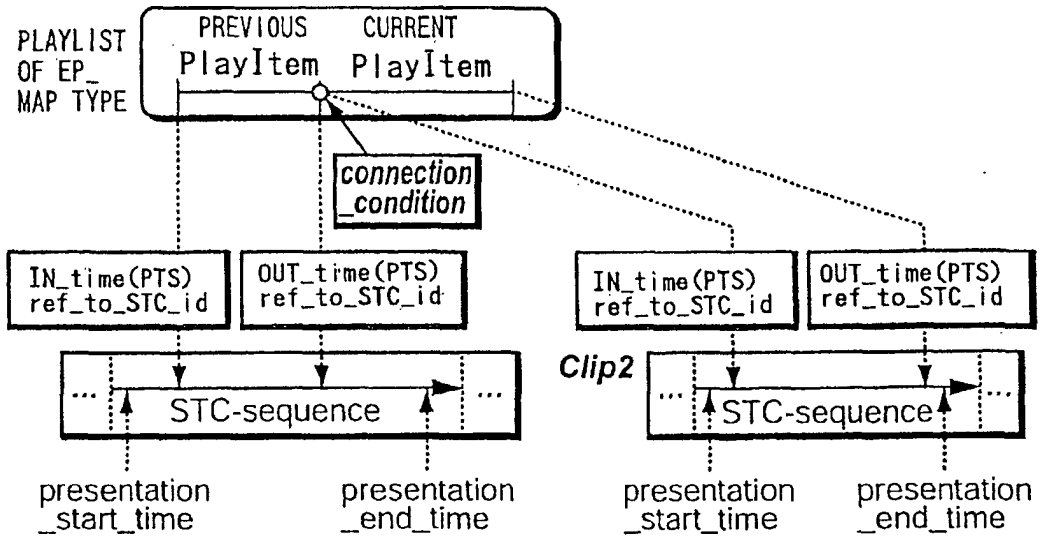 PLAYLIST
OF EP_
MAP TYPE
PREVIOUS CURRENT
PlayItem PlayItem
connection
_condition
IN_time(PTS)
ref_to_STC_id
OUT_time(PTS)
ref_to_STC_id
IN_time(PTS)
ref_to_STC_id
OUT_time(PTS)
ref_to_STC_id
... STC-sequence ...
Clip2
... STC-sequence ...
presentation
_start_time
presentation
_end_time
presentation
_start_time
presentation
_end_time